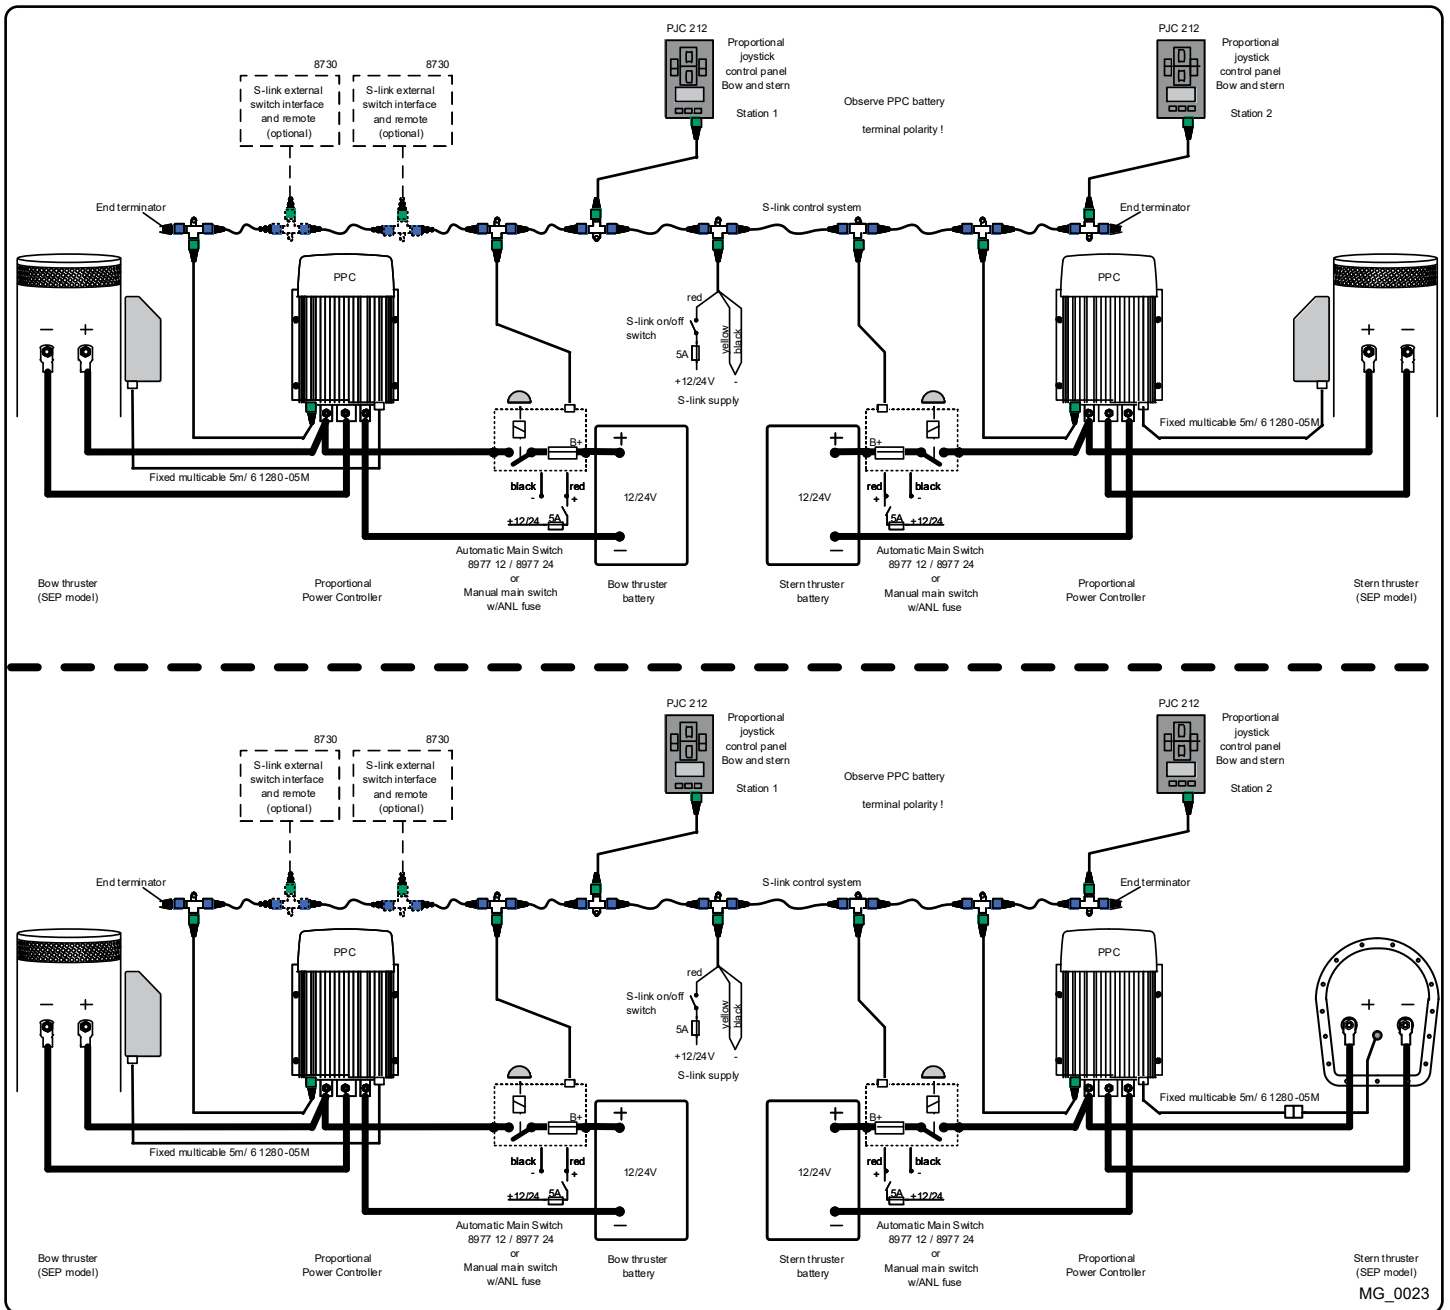 PJC 212
Proportional
joystick
control panel
Bow and stern
Station 1
PJC 212
Proportional
joystick
control panel
Bow and stern
Station 2
8730
S-link external
switch interface
and remote
(optional)
8730
S-link external
switch interface
and remote
(optional)
Observe PPC battery
terminal polarity !
End terminator
S-link control system
End terminator
PPC
PPC
– +
+ –
red
S-link on/off
switch
5A
yellow
black
+12/24V -
S-link supply
B+
+
B+
+
Fixed multicable 5m/ 6 1280-05M
Fixed multicable 5m/ 6 1280-05M
black
-
red
+
+12/24
5A
12/24V
–
12/24V
–
red
+
black
-
5A
+12/24
Automatic Main Switch
8977 12 / 8977 24
or
Manual main switch
w/ANL fuse
Automatic Main Switch
8977 12 / 8977 24
or
Manual main switch
w/ANL fuse
Bow thruster
(SEP model)
Proportional
Power Controller
Bow thruster
battery
Stern thruster
battery
Proportional
Power Controller
Stern thruster
(SEP model)
PJC 212
Proportional
joystick
control panel
Bow and stern
Station 1
PJC 212
Proportional
joystick
control panel
Bow and stern
Station 2
8730
S-link external
switch interface
and remote
(optional)
8730
S-link external
switch interface
and remote
(optional)
Observe PPC battery
terminal polarity !
End terminator
S-link control system
End terminator
PPC
PPC
– +
+ –
red
S-link on/off
switch
5A
yellow
black
+12/24V -
S-link supply
B+
+
B+
+
Fixed multicable 5m/ 6 1280-05M
Fixed multicable 5m/ 6 1280-05M
black
-
red
+
+12/24
5A
12/24V
–
12/24V
–
red
+
black
-
5A
+12/24
Automatic Main Switch
8977 12 / 8977 24
or
Manual main switch
w/ANL fuse
Automatic Main Switch
8977 12 / 8977 24
or
Manual main switch
w/ANL fuse
Bow thruster
(SEP model)
Proportional
Power Controller
Bow thruster
battery
Stern thruster
battery
Proportional
Power Controller
Stern thruster
(SEP model)
MG_0023